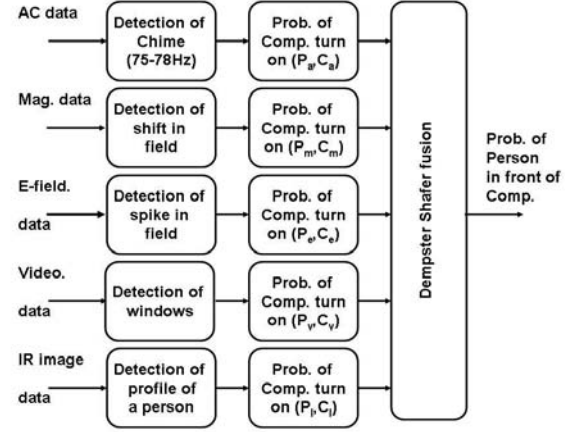 AC data
Detection of
Chime
(75-78Hz)
Prob. of
Comp. turn
on (Pa,Ca)
Mag. data
Detection of
shift in
field
Prob. of
Comp. turn
on (Pm,Cm)
E-field.
data
Detection of
spike in
field
Prob. of
Comp. turn
on (Pe,Ce)
Video.
data
Detection of
windows
Prob. of
Comp. turn
on (Pv,Cv)
IR image
data
Detection of
profile of
a person
Prob. of
Comp. turn
on (PI,CI)
Dempster Shafer fusion
Prob. of
Person
in front of
Comp.